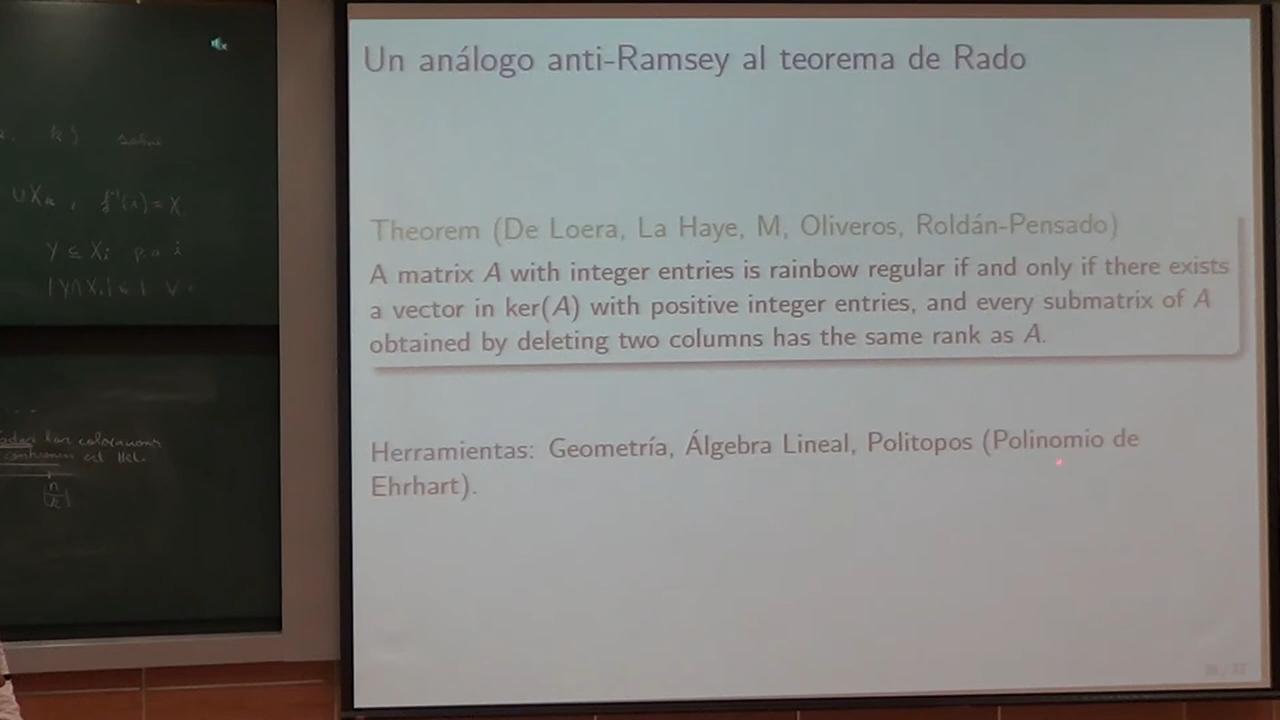 Un análogo anti-Ramsey al teorema de Rado
Theorem (De Loera, La Haye, M, Oliveros, Roldán-Pensado)
A matrix A with integer entries is rainbow regular if and only if there exists
a vector in ker(A) with positive integer entries, and every submatrix of A
obtained by deleting two columns has the same rank as A.
Herramientas: Geometría, Álgebra Lineal, Politopos (Polinomio de
Ehrhart).
k}
∪Xₖ , f⁻¹(i) = X
Y ⊆ Xᵢ p.a i